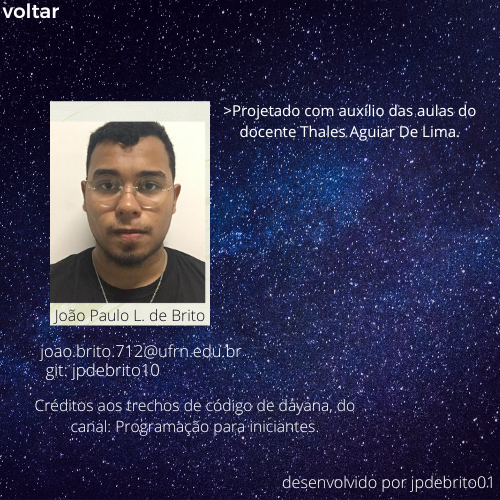 voltar
>Projetado com auxílio das aulas do
docente Thales Aguiar De Lima.
João Paulo L. de Brito
joao.brito.712@ufrn.edu.br
git: jpdebrito10
Créditos aos trechos de código de dayana, do
canal: Programação para iniciantes.
desenvolvido por jpdebrito01